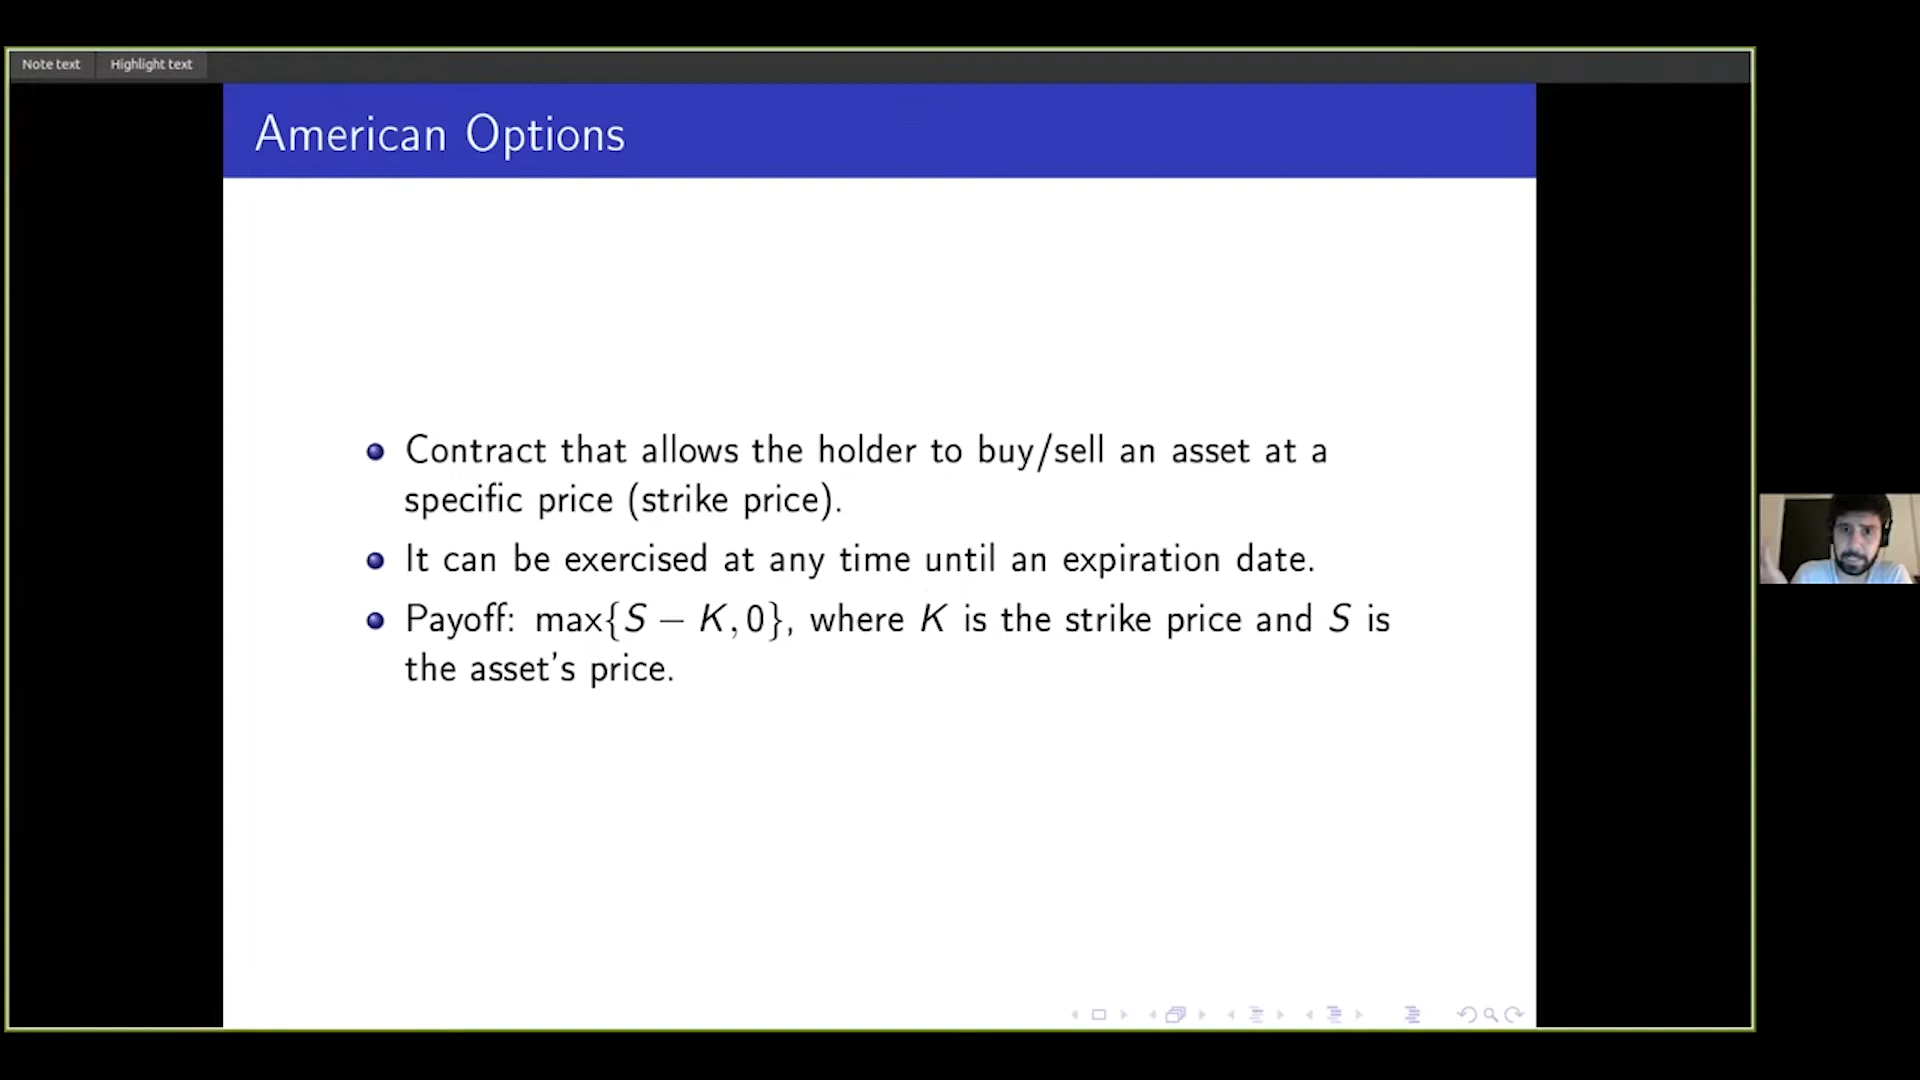 Note text Highlight text
American Options
Contract that allows the holder to buy/sell an asset at a
specific price (strike price).
It can be exercised at any time until an expiration date.
Payoff: max{S − K, 0}, where K is the strike price and S is
the asset's price.